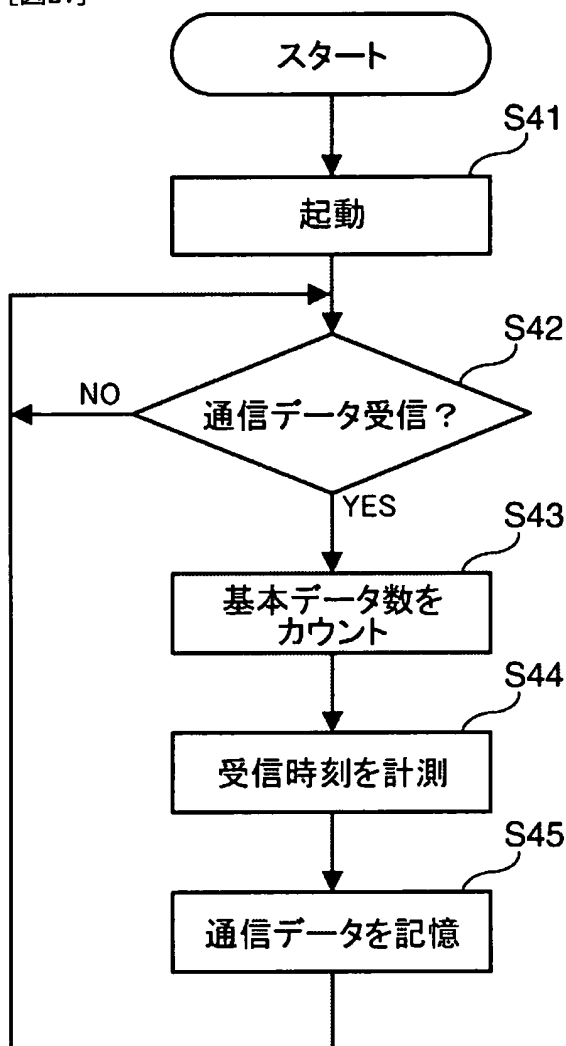 スタート
S41
起動
S42
NO
通信データ受信？
YES
S43
基本データ数を
カウント
S44
受信時刻を計測
S45
通信データを記憶